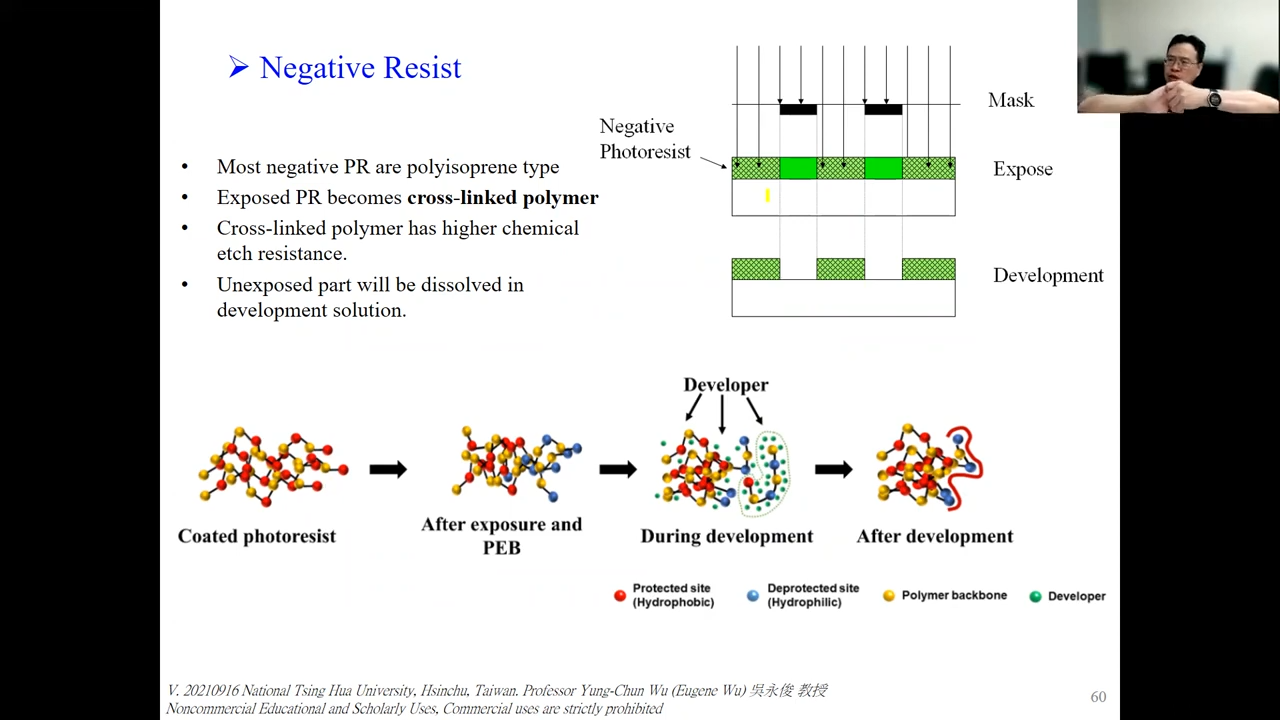 ➢ Negative Resist
• Most negative PR are polyisoprene type
• Exposed PR becomes cross-linked polymer
• Cross-linked polymer has higher chemical
etch resistance.
• Unexposed part will be dissolved in
development solution.
Mask
Negative
Photoresist
Expose
Development
Developer
Coated photoresist
After exposure and
PEB
During development
After development
Protected site
(Hydrophobic)
Deprotected site
(Hydrophilic)
Polymer backbone
Developer
V. 20210916 National Tsing Hua University, Hsinchu, Taiwan. Professor Yung-Chun Wu (Eugene Wu) 吳永俊 教授
Noncommercial Educational and Scholarly Uses, Commercial uses are strictly prohibited
60